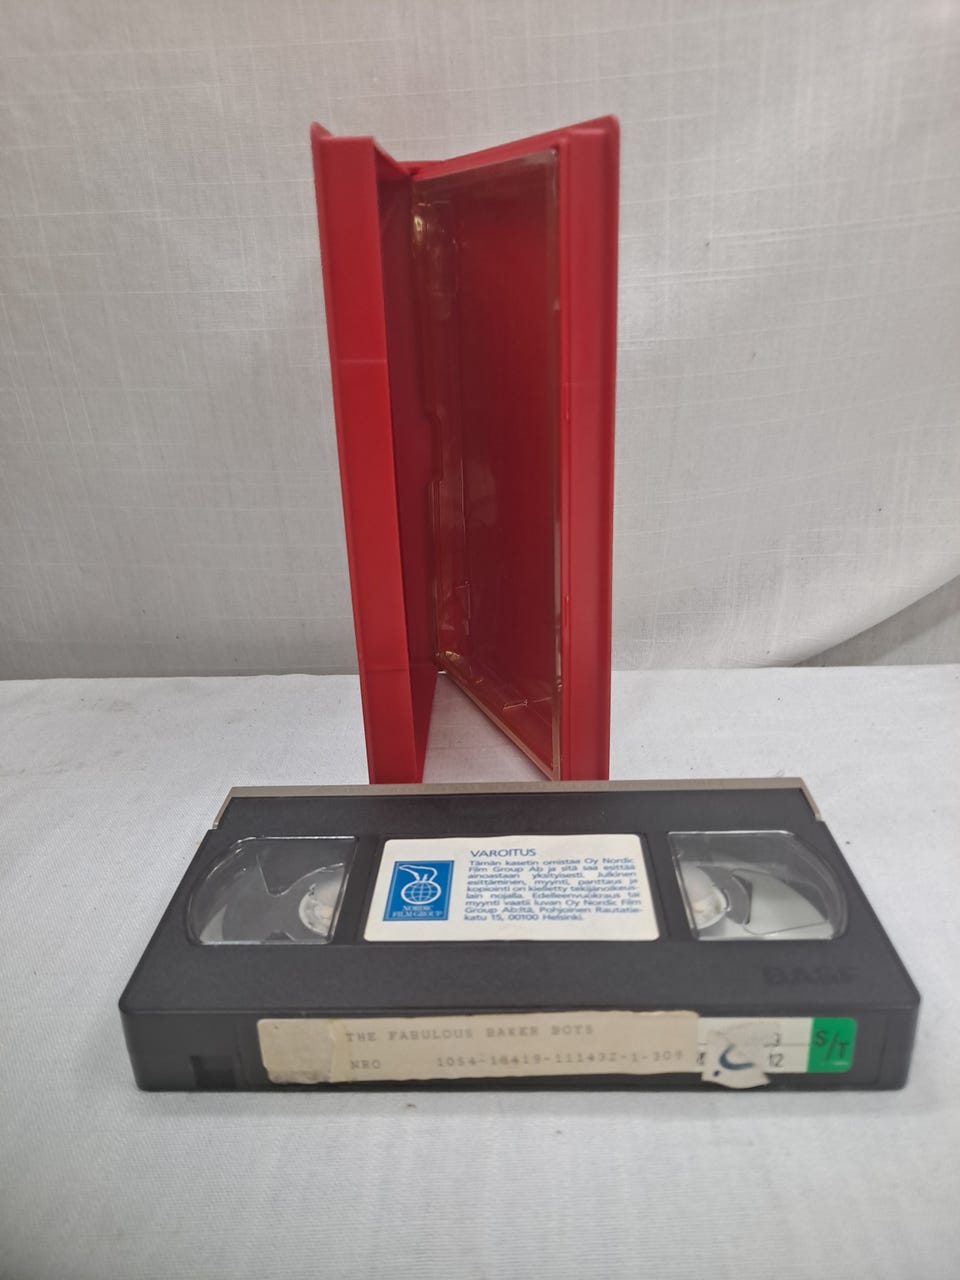 VAROITUS
Tämän kasetin omistaa Oy Nordic
Film Group Ab ja sitä saa esittää
ainoastaan yksityisesti. Julkinen
esittäminen, myynti, panttaus ja
kopiointi on kielletty tekijänoikeus-
lain nojalla. Edelleenvuokraus tai
myynti vaatii luvan Oy Nordic Film
Group Ab:ltä, Pohjoinen Rautatie-
katu 15, 00100 Helsinki.
NORDIC
FILM GROUP
BASF
THE FABULOUS BAKER BOYS
NRO 1054-18419-111432-1-309
3
12
S/T